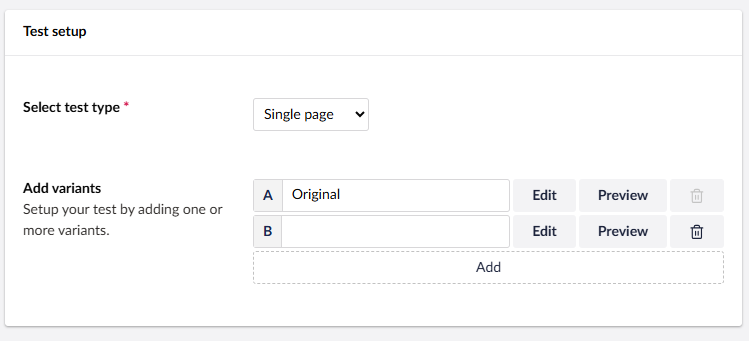 Test setup
Select test type *
Single page
Add variants
Setup your test by adding one or
more variants.
A Original Edit Preview
B Edit Preview
Add